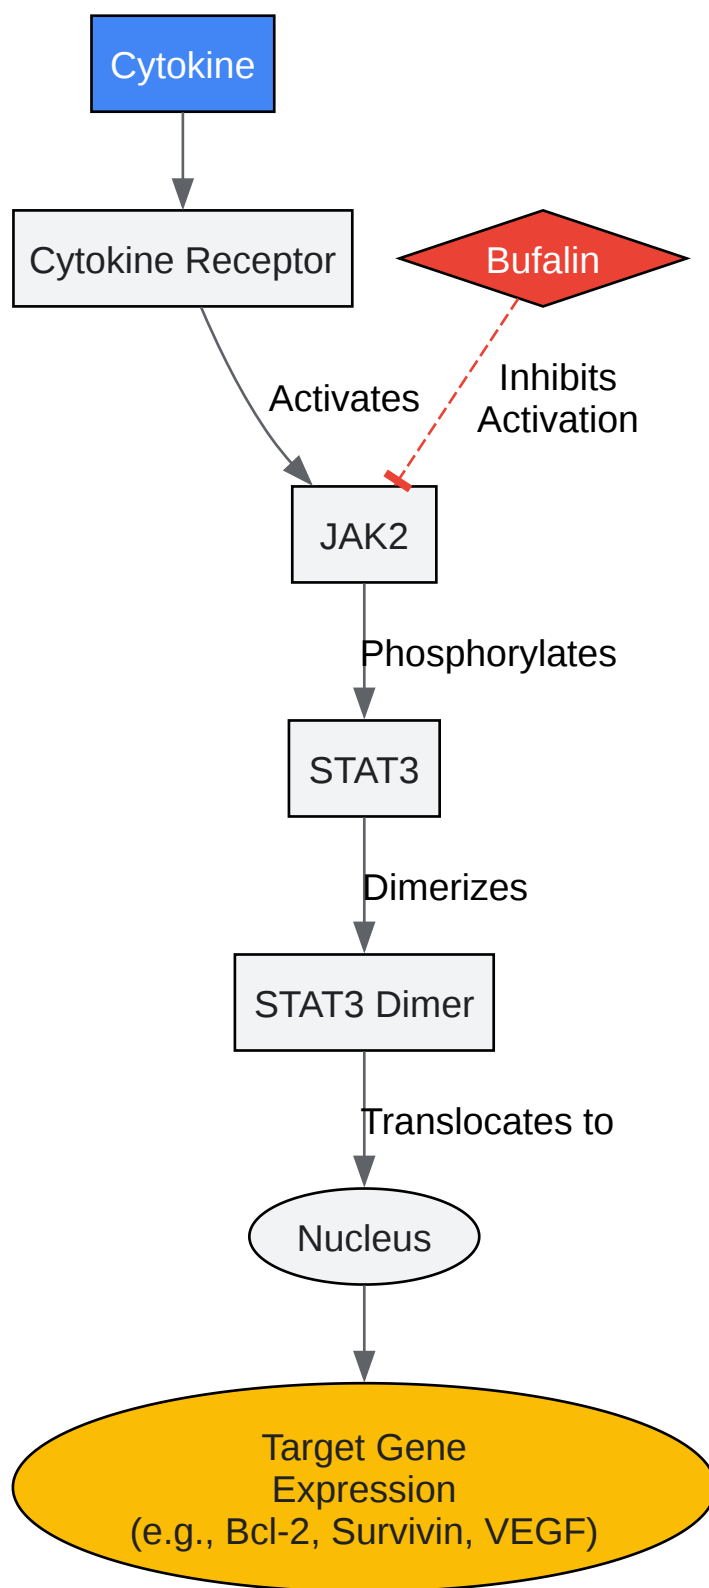 Cytokine
Cytokine Receptor
Bufalin
Activates
Inhibits
Activation
JAK2
Phosphorylates
STAT3
Dimerizes
STAT3 Dimer
Translocates to
Nucleus
Target Gene
Expression
(e.g., Bcl-2, Survivin, VEGF)